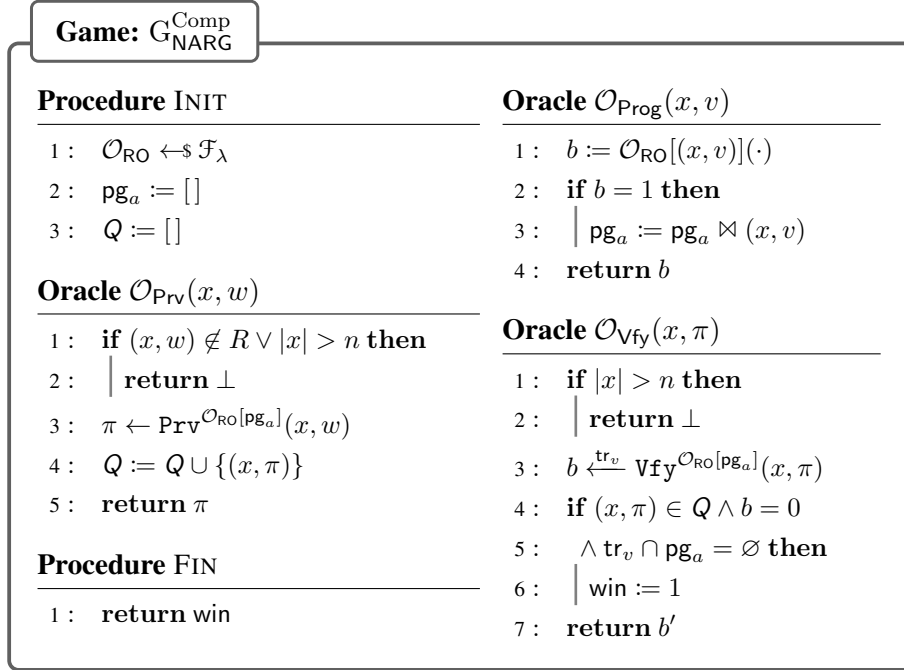 Game: G^Comp_NARG
Procedure INIT
1 : 𝒪_RO ←$ ℱ_λ
2 : pg_a := [ ]
3 : Q := [ ]
Oracle 𝒪_Prv(x, w)
1 : if (x, w) ∉ R ∨ |x| > n then
2 : return ⊥
3 : π ← Prv^{𝒪_RO[pg_a]}(x, w)
4 : Q := Q ∪ {(x, π)}
5 : return π
Procedure FIN
1 : return win
Oracle 𝒪_Prog(x, v)
1 : b := 𝒪_RO[(x, v)](·)
2 : if b = 1 then
3 : pg_a := pg_a ⋈ (x, v)
4 : return b
Oracle 𝒪_Vfy(x, π)
1 : if |x| > n then
2 : return ⊥
3 : b ←^{tr_v} Vfy^{𝒪_RO[pg_a]}(x, π)
4 : if (x, π) ∈ Q ∧ b = 0
5 : ∧ tr_v ∩ pg_a = ∅ then
6 : win := 1
7 : return b′